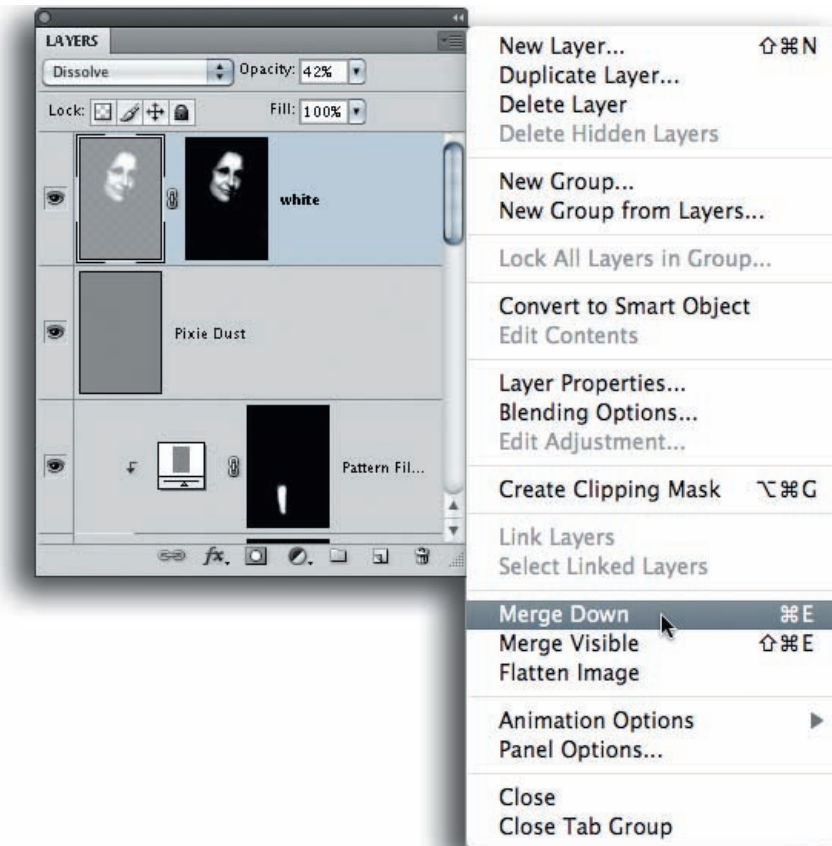 LAYERS
Dissolve Opacity: 42%
Lock: Fill: 100%
white
Pixie Dust
Pattern Fil...
fx.
New Layer... ⇧⌘N
Duplicate Layer...
Delete Layer
Delete Hidden Layers
New Group...
New Group from Layers...
Lock All Layers in Group...
Convert to Smart Object
Edit Contents
Layer Properties...
Blending Options...
Edit Adjustment...
Create Clipping Mask ⌥⌘G
Link Layers
Select Linked Layers
Merge Down ⌘E
Merge Visible ⇧⌘E
Flatten Image
Animation Options
Panel Options...
Close
Close Tab Group